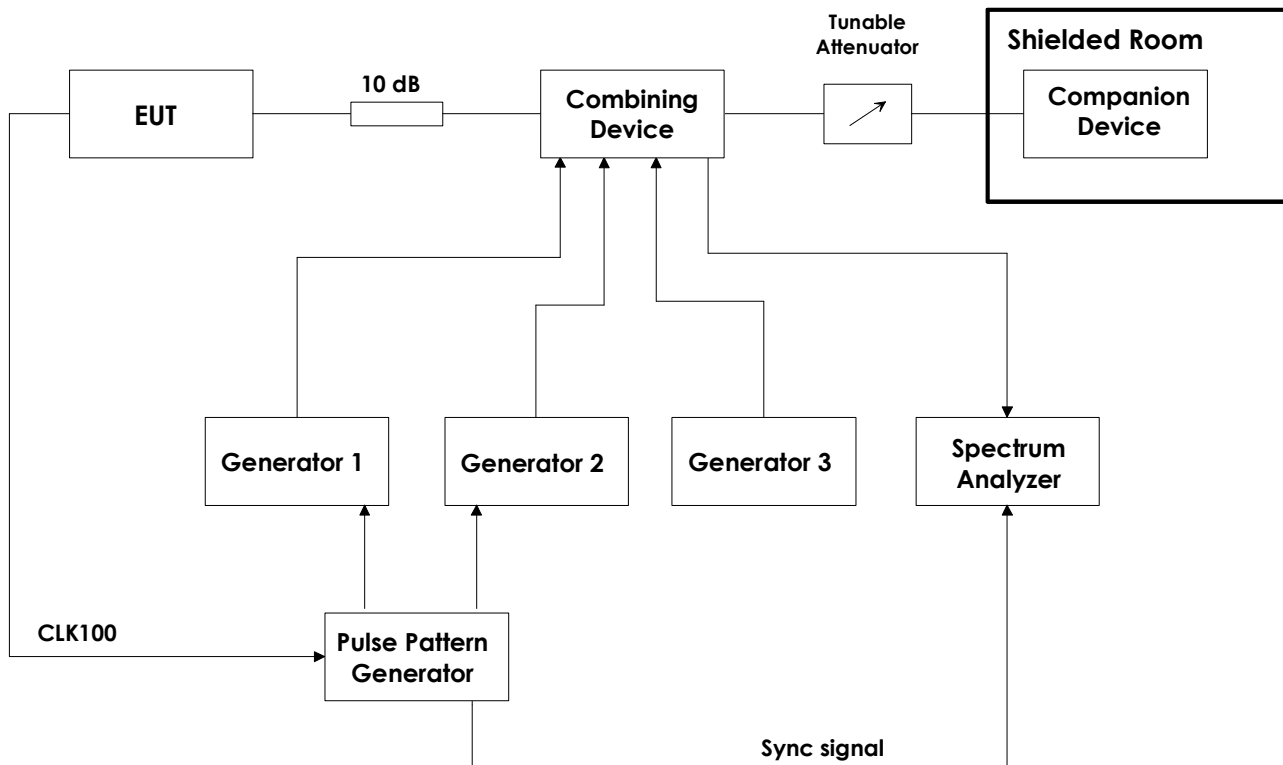 Tunable
Attenuator
Shielded Room
10 dB
EUT
Combining
Device
Companion
Device
Generator 1
Generator 2
Generator 3
Spectrum
Analyzer
CLK100
Pulse Pattern
Generator
Sync signal